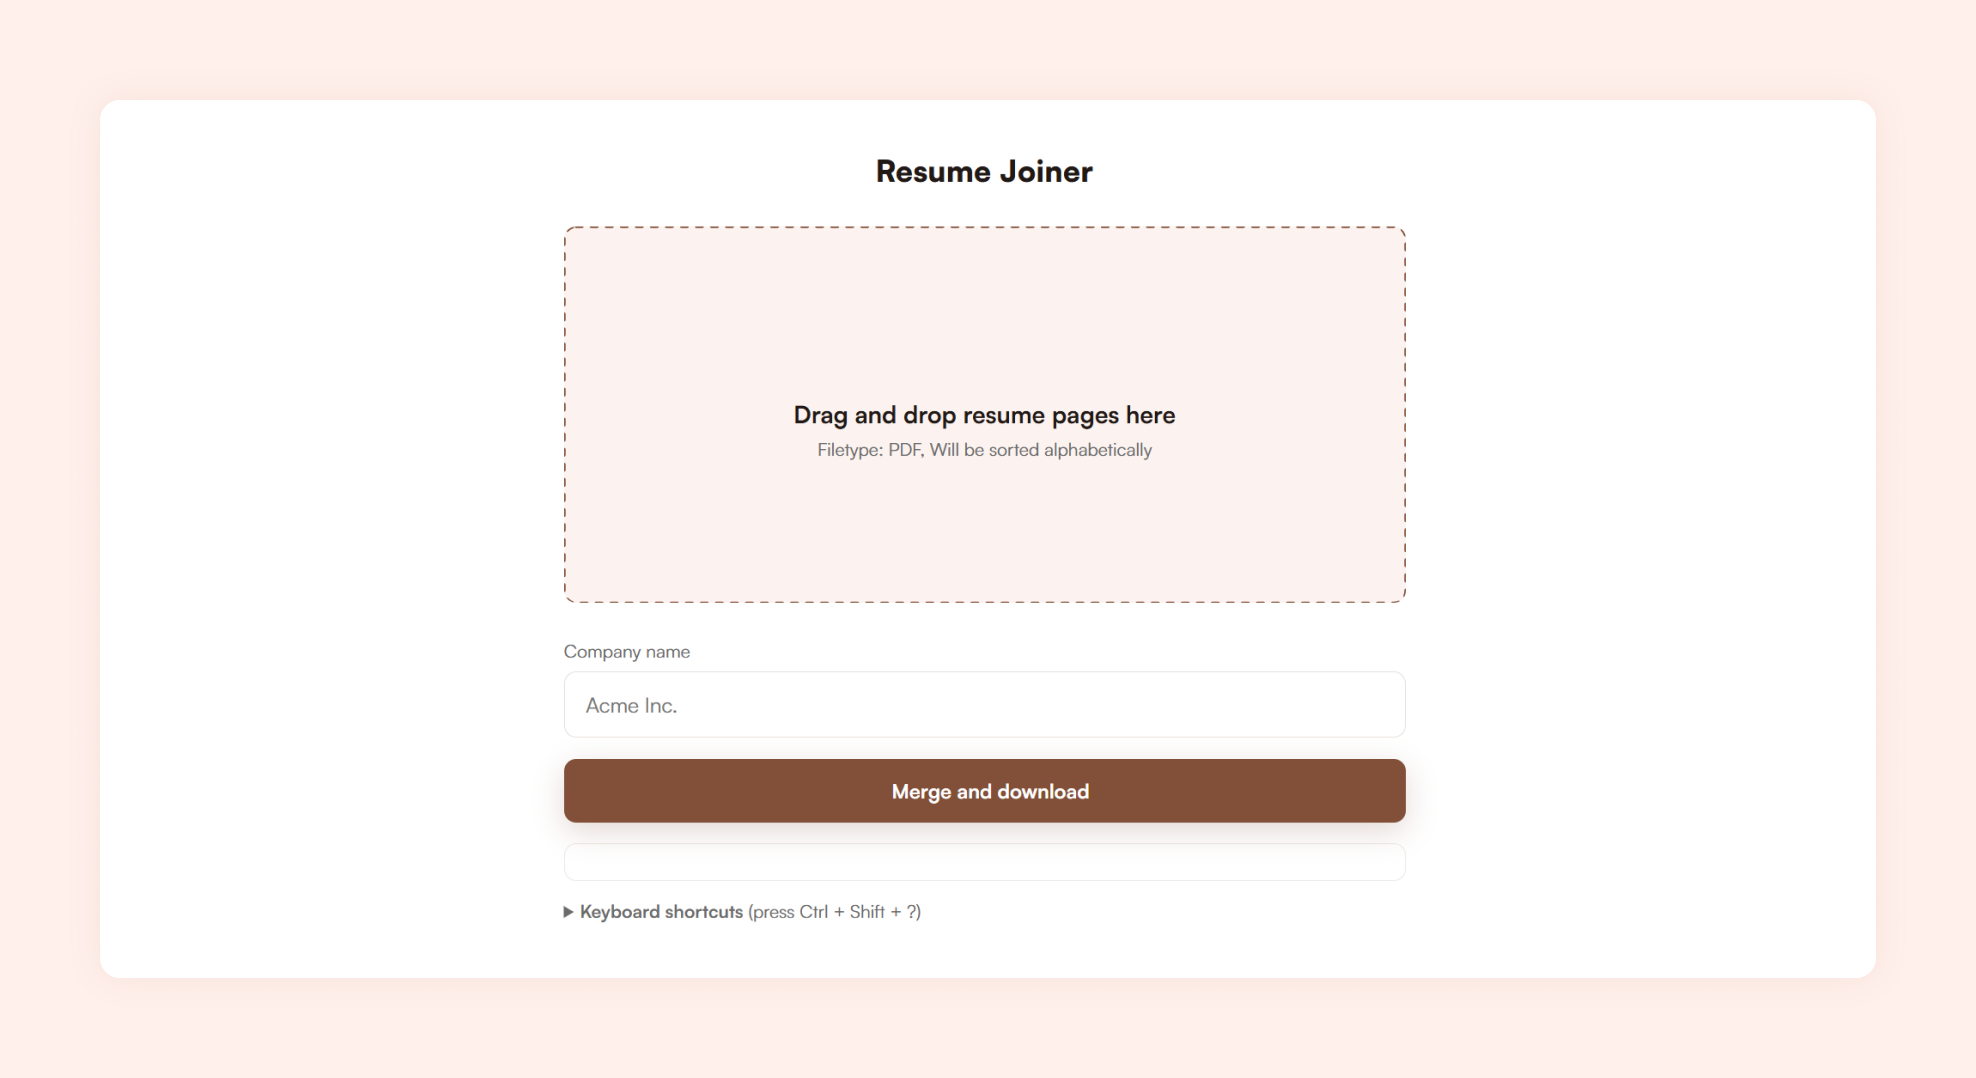 Resume Joiner
Drag and drop resume pages here
Filetype: PDF, Will be sorted alphabetically
Company name
Acme Inc.
Merge and download
Keyboard shortcuts (press Ctrl + Shift + ?)